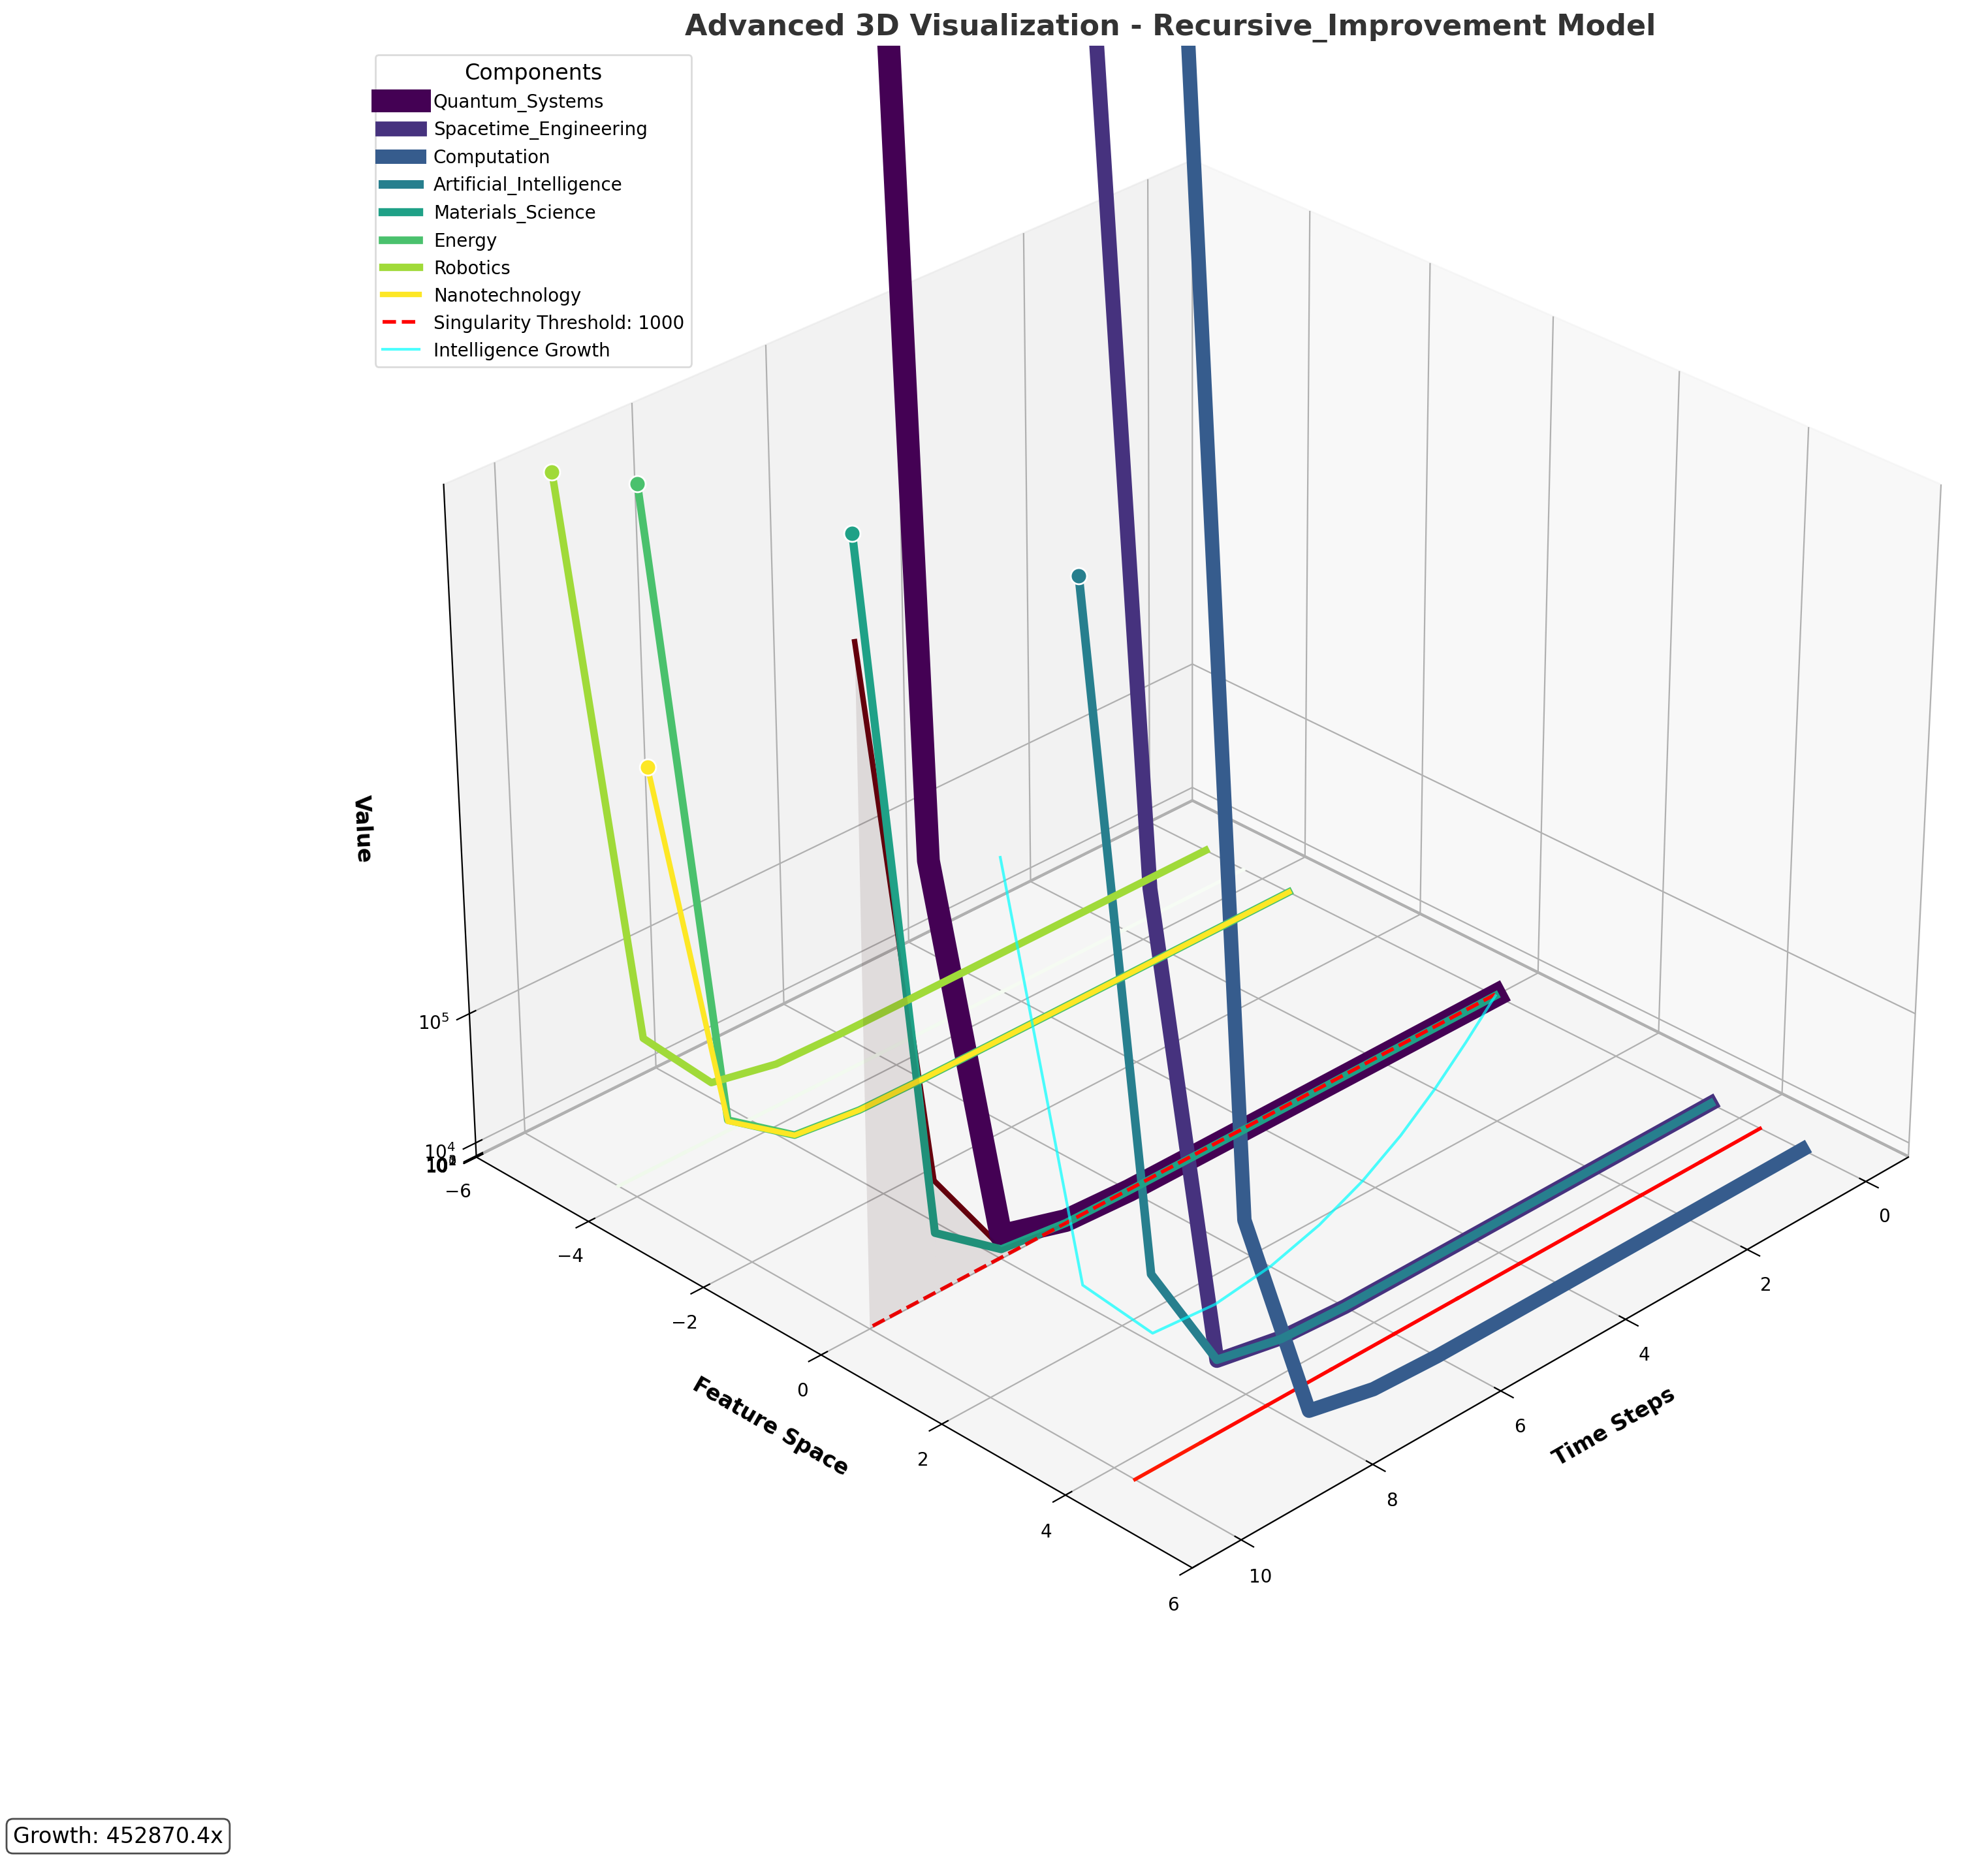 Advanced 3D Visualization - Recursive_Improvement Model
Components
Quantum_Systems
Spacetime_Engineering
Computation
Artificial_Intelligence
Materials_Science
Energy
Robotics
Nanotechnology
Singularity Threshold: 1000
Intelligence Growth
Value
10⁵
10⁴
−6
−4
−2
0
2
4
6
Feature Space
0
2
4
6
8
10
Time Steps
Growth: 452870.4x